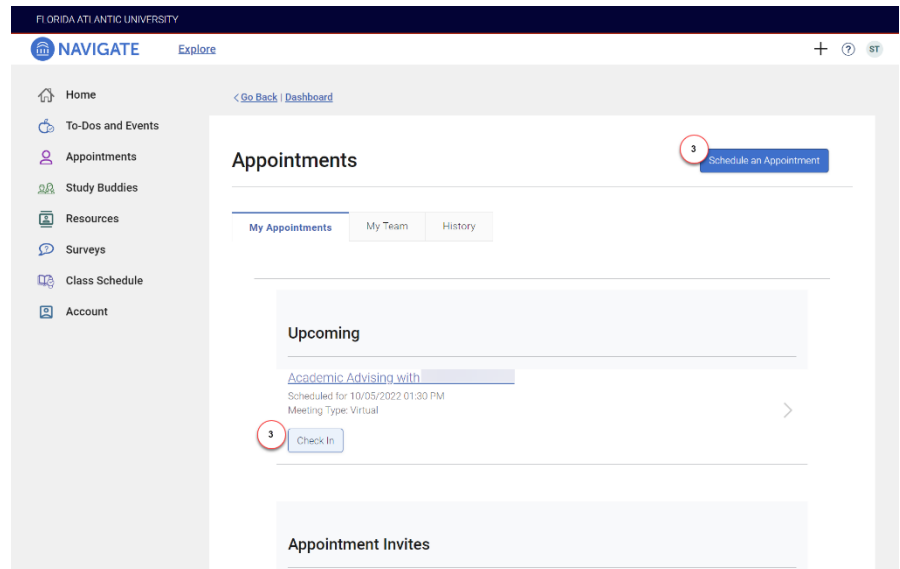 FLORIDA ATLANTIC UNIVERSITY
NAVIGATE
Explore
ST
Home
To-Dos and Events
Appointments
Study Buddies
Resources
Surveys
Class Schedule
Account
< Go Back | Dashboard
Appointments
3
Schedule an Appointment
My Appointments
My Team
History
Upcoming
Academic Advising with
Scheduled for 10/05/2022 01:30 PM
Meeting Type: Virtual
3
Check In
Appointment Invites